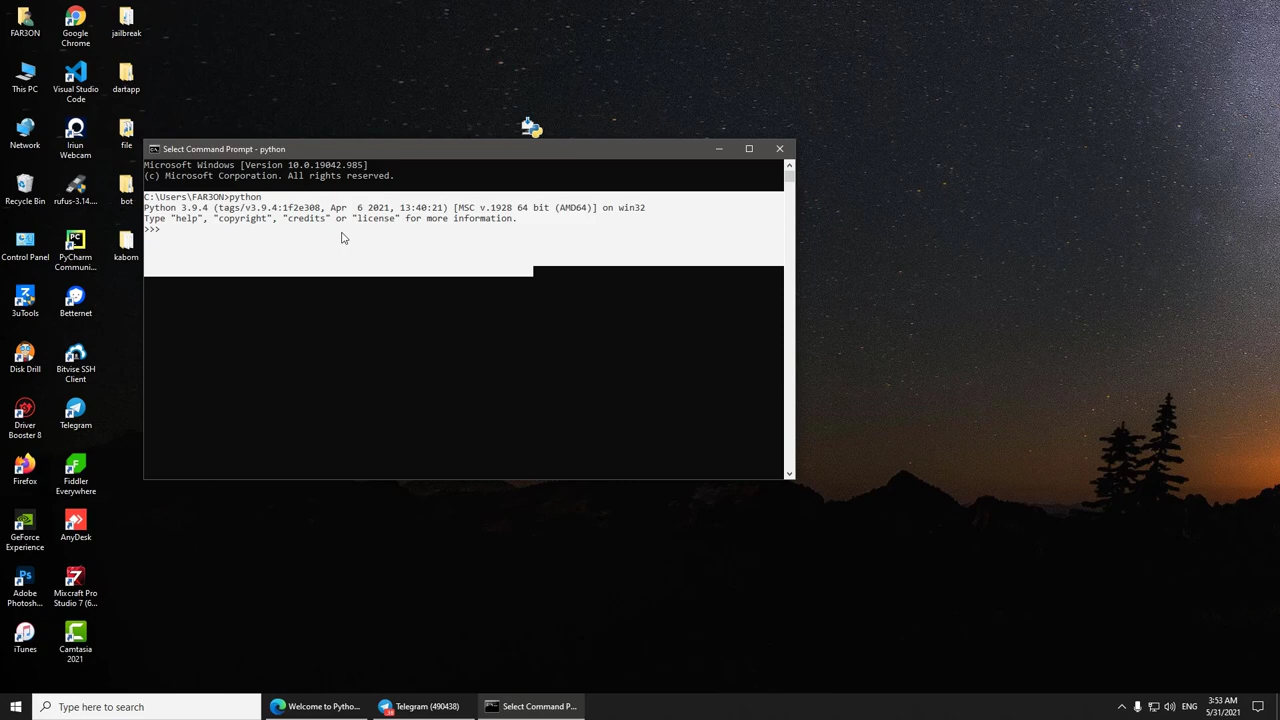 FAR3ON
Google Chrome
jailbreak
This PC
Visual Studio Code
dartapp
Network
Iriun Webcam
file
Recycle Bin
rufus-3.14....
bot
Control Panel
PyCharm Communi...
kabom
3uTools
Betternet
Disk Drill
Bitvise SSH Client
Driver Booster 8
Telegram
Firefox
Fiddler Everywhere
GeForce Experience
AnyDesk
Adobe Photosh...
Mixcraft Pro Studio 7 (6...
iTunes
Camtasia 2021
Select Command Prompt - python
Microsoft Windows [Version 10.0.19042.985]
(c) Microsoft Corporation. All rights reserved.
C:\Users\FAR3ON>python
Python 3.9.4 (tags/v3.9.4:1f2e308, Apr  6 2021, 13:40:21) [MSC v.1928 64 bit (AMD64)] on win32
Type "help", "copyright", "credits" or "license" for more information.
>>>
Type here to search
Welcome to Pytho...
Telegram (490438)
Select Command P...
ENG
3:53 AM
5/31/2021